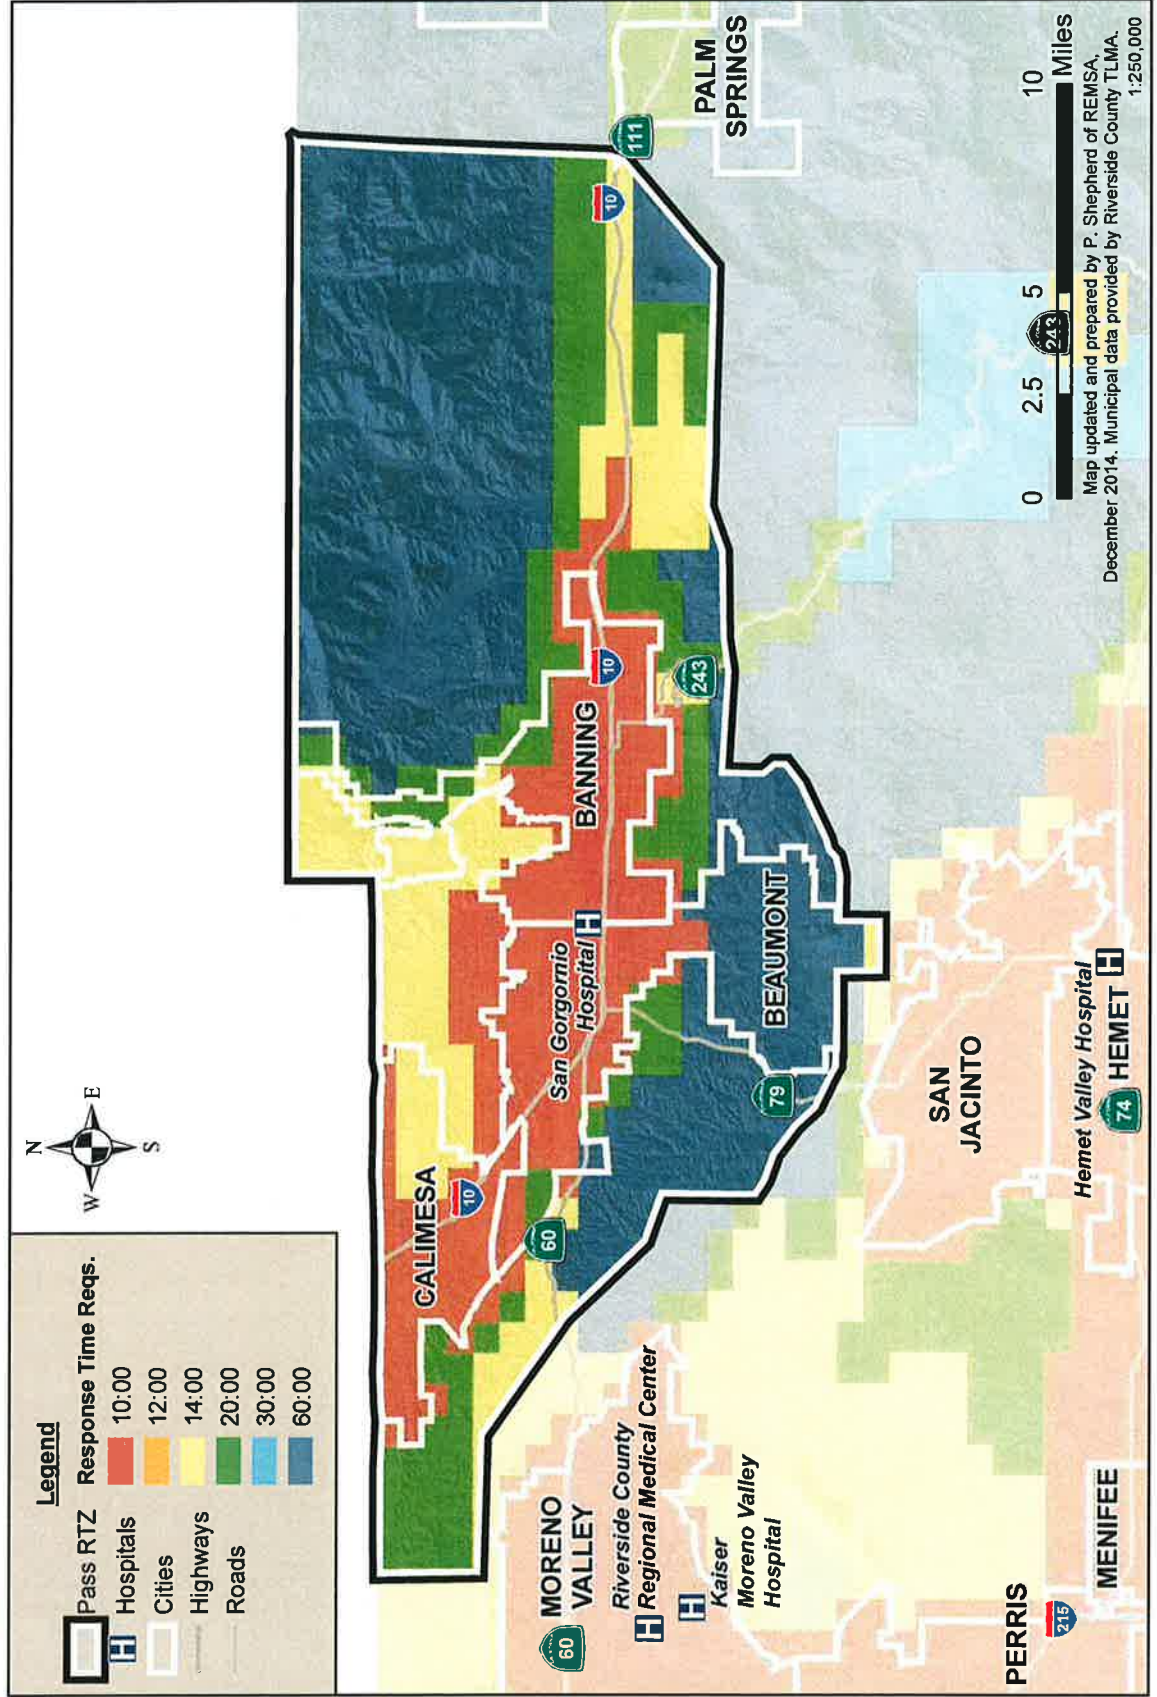 Legend
Pass RTZ
Hospitals
Cities
Highways
Roads
Response Time Reqs.
10:00
12:00
14:00
20:00
30:00
60:00
N
W
E
S
CALIMESA
10
60
San Gorgonio
Hospital
H
BANNING
10
243
10
111
PALM
SPRINGS
BEAUMONT
79
60
MORENO
VALLEY
Riverside County
H Regional Medical Center
H
Kaiser
Moreno Valley
Hospital
SAN
JACINTO
Hemet Valley Hospital
74 HEMET H
PERRIS
215
MENIFEE
243
0 2.5 5 10
Miles
Map updated and prepared by P. Shepherd of REMSA,
December 2014. Municipal data provided by Riverside County TLMA.
1:250,000